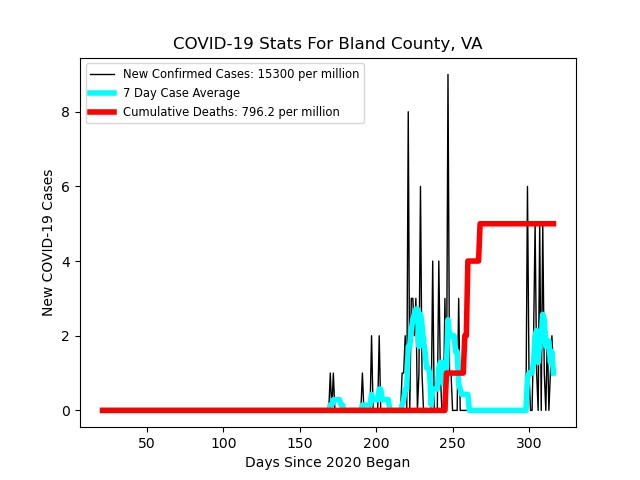 COVID-19 Stats For Bland County, VA
New Confirmed Cases: 15300 per million
7 Day Case Average
Cumulative Deaths: 796.2 per million
New COVID-19 Cases
8
6
4
2
0
50 100 150 200 250 300
Days Since 2020 Began